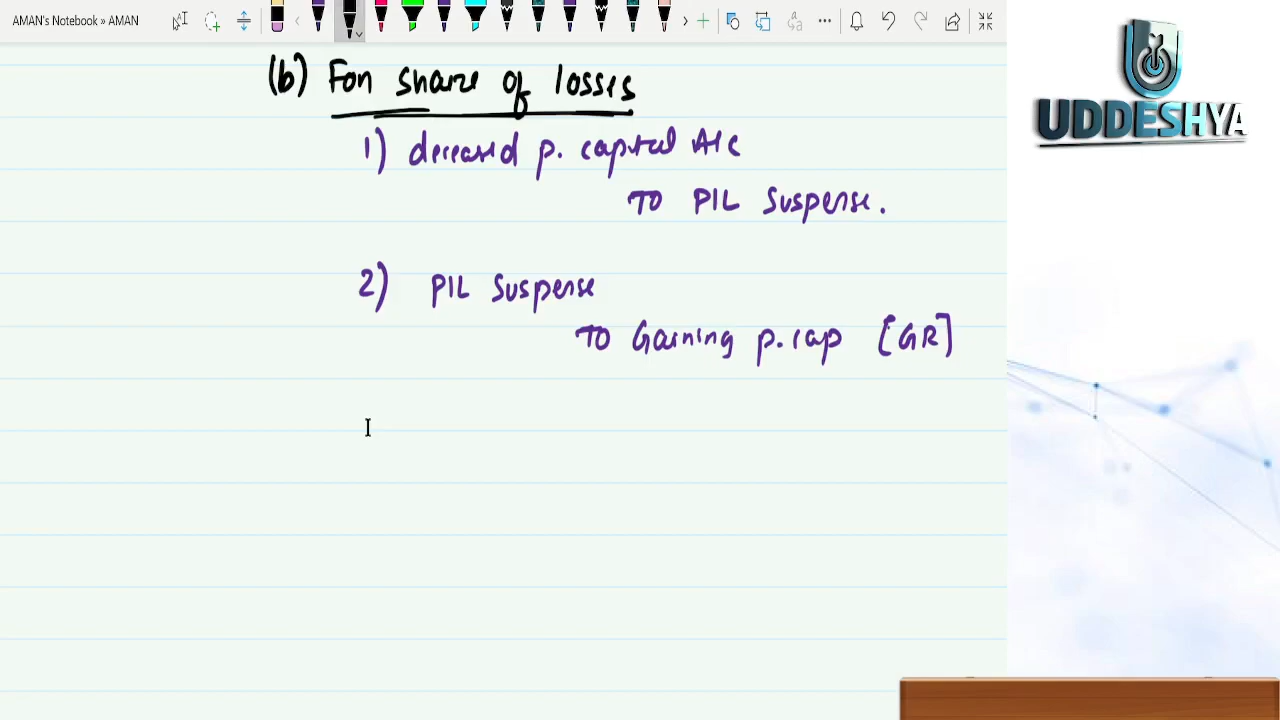 AMAN's Notebook » AMAN
(b) For share of losses
1) deceased p. capital A/c
To P/L Suspense.
2) P/L Suspense
To Gaining p. cap [GR]
UDDESHYA